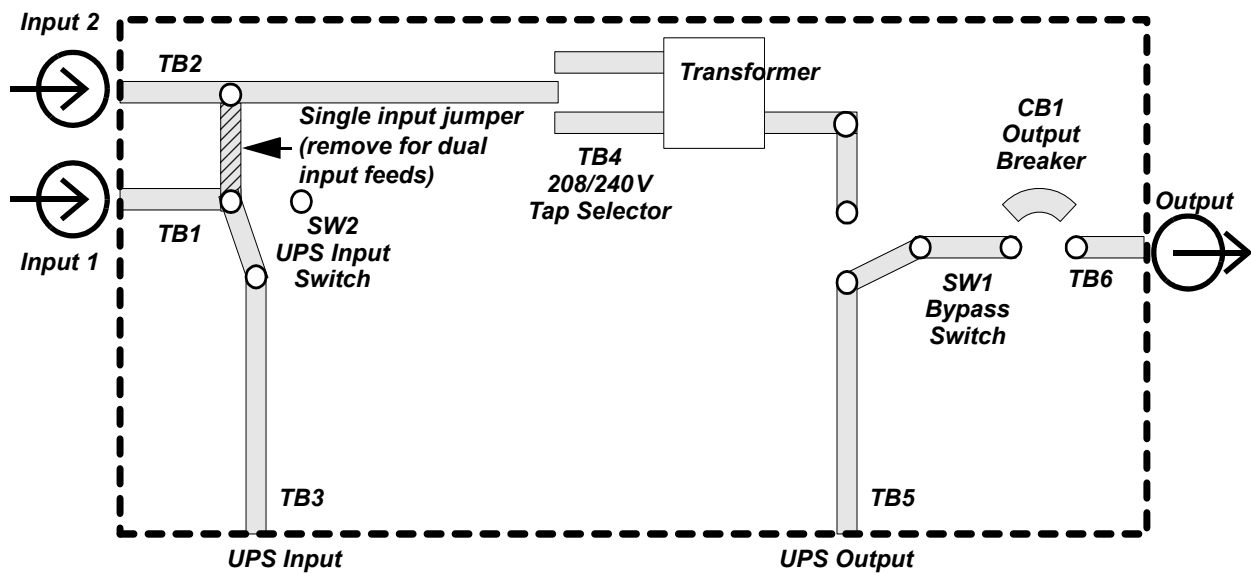 Input 2
TB2
Transformer
Single input jumper
(remove for dual
input feeds)
CB1
Output
Breaker
TB4
208/240 V
Tap Selector
TB1
Input 1
SW2
UPS Input
Switch
Output
SW1
Bypass
Switch
TB6
TB3
TB5
UPS Input
UPS Output